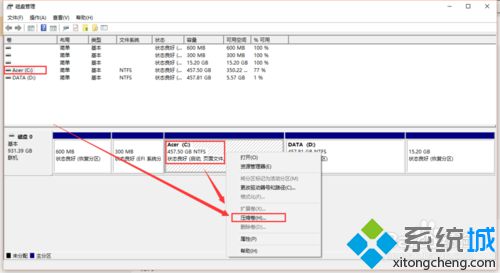 磁盘管理
文件(F) 操作(A) 查看(V) 帮助(H)
卷 布局 类型 文件系统 状态 容量 可用空间 % 可用
简单 基本 状态良好 (... 600 MB 600 MB 100 %
简单 基本 状态良好 (... 300 MB 300 MB 100 %
简单 基本 状态良好 (... 15.20 GB 15.20 GB 100 %
Acer (C:) 简单 基本 NTFS 状态良好 (... 457.50 GB 350.22 ... 77 %
DATA (D:) 简单 基本 NTFS 状态良好 (... 457.81 GB 5.57 GB 1 %
磁盘 0
基本
931.39 GB
联机
600 MB
状态良好 (恢复分区)
300 MB
状态良好 (EFI 系统分
Acer (C:)
457.50 GB NTFS
状态良好 (启动, 页面文件,
DATA (D:)
457.81 GB NTFS
15.20 GB
状态良好 (恢复分区)
打开(O)
资源管理器(E)
将分区标记为活动分区(M)
更改驱动器号和路径(C)...
格式化(F)...
扩展卷(X)...
压缩卷(H)...
删除卷(D)...
属性(P)
帮助(H)
未分配 主分区
系统城
xitongcheng.com